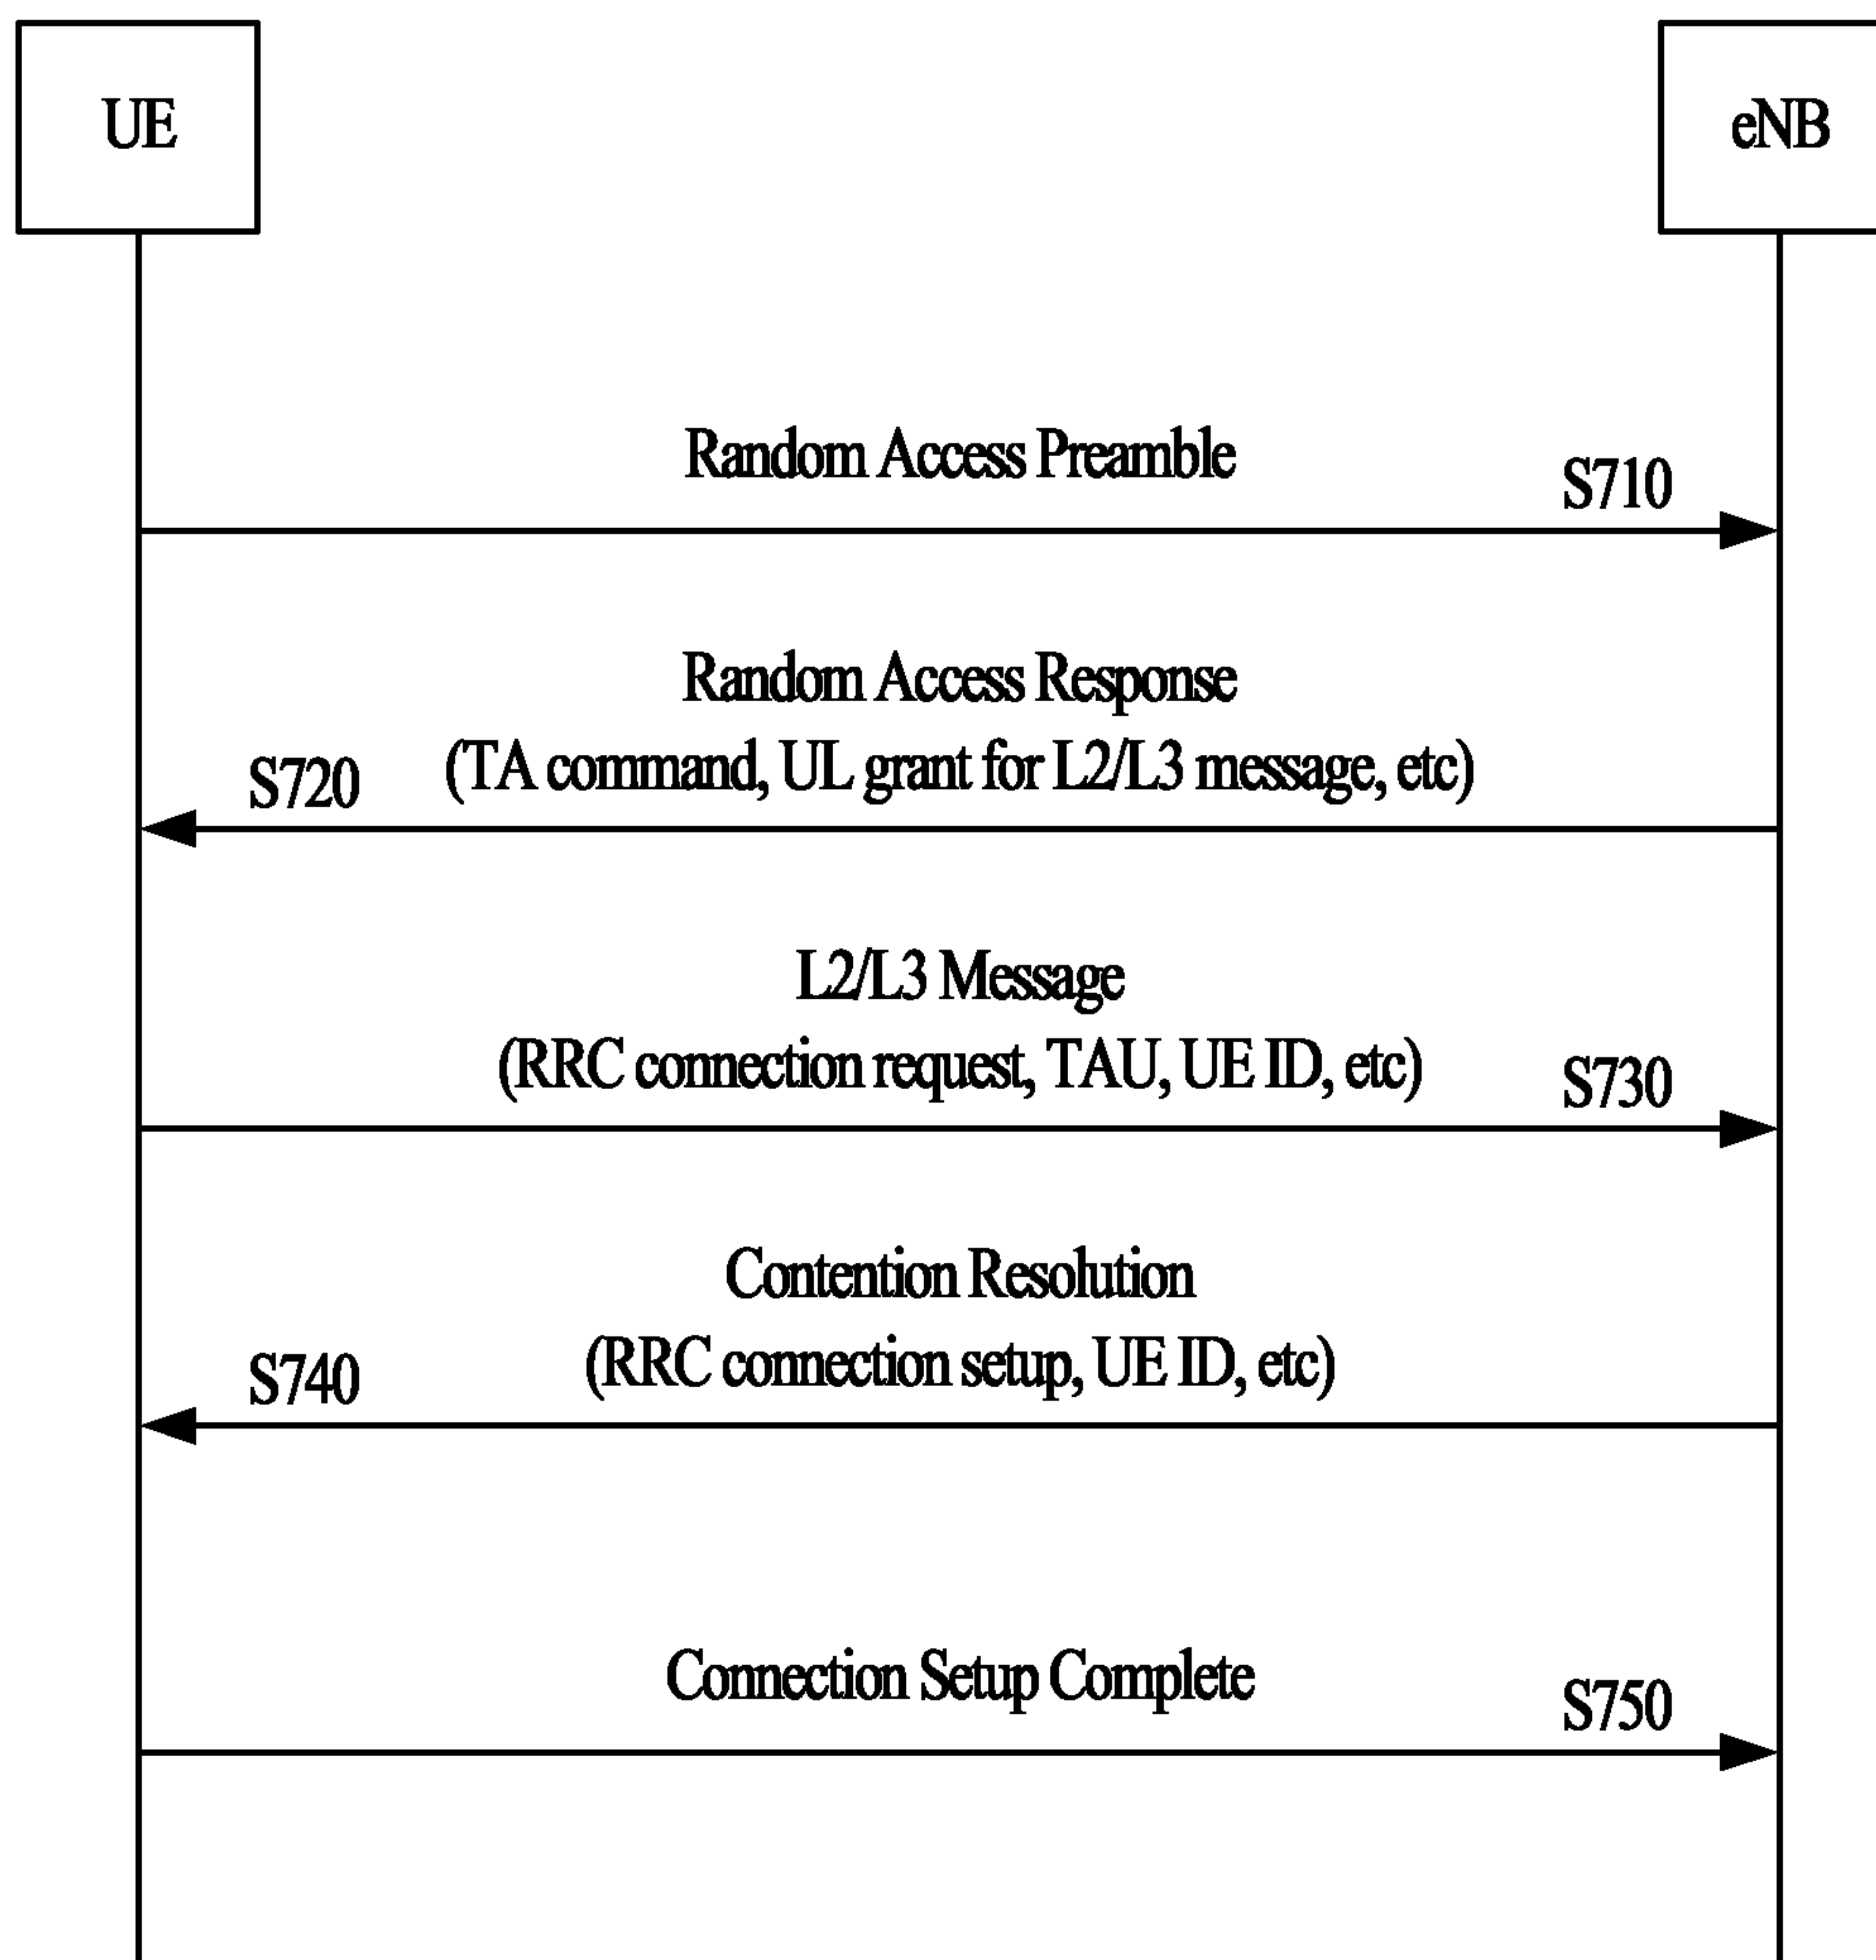 UE
eNB
Random Access Preamble
S710
Random Access Response
(TA command, UL grant for L2/L3 message, etc)
S720
L2/L3 Message
(RRC connection request, TAU, UE ID, etc)
S730
Contention Resolution
(RRC connection setup, UE ID, etc)
S740
Connection Setup Complete
S750